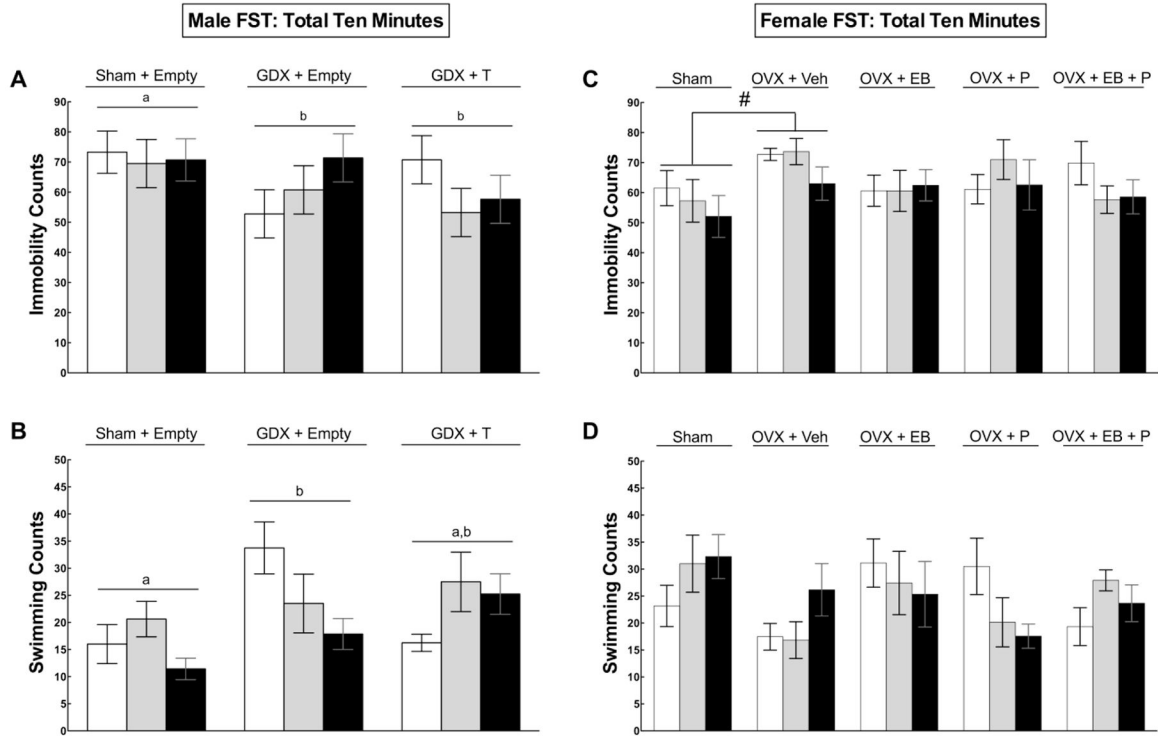 Male FST: Total Ten Minutes
Female FST: Total Ten Minutes
A
Sham + Empty
GDX + Empty
GDX + T
a
b
b
Immobility Counts
90
80
70
60
50
40
30
20
10
0
C
Sham
OVX + Veh
OVX + EB
OVX + P
OVX + EB + P
#
Immobility Counts
90
80
70
60
50
40
30
20
10
0
B
Sham + Empty
GDX + Empty
GDX + T
a
b
a,b
Swimming Counts
50
45
40
35
30
25
20
15
10
5
0
D
Sham
OVX + Veh
OVX + EB
OVX + P
OVX + EB + P
Swimming Counts
50
45
40
35
30
25
20
15
10
5
0